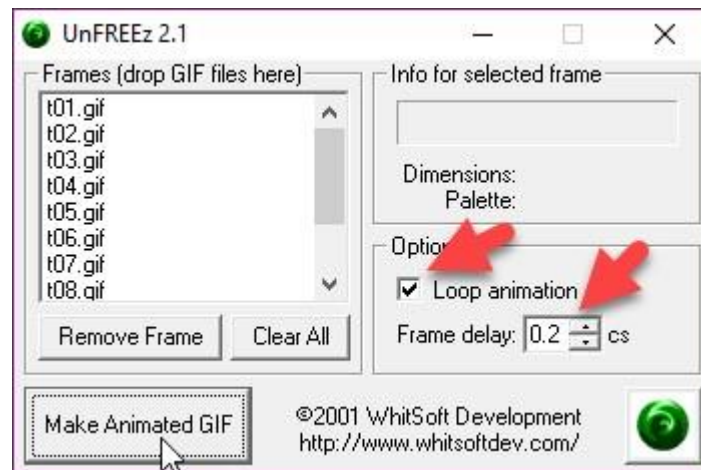 UnFREEz 2.1
Frames (drop GIF files here)
t01.gif
t02.gif
t03.gif
t04.gif
t05.gif
t06.gif
t07.gif
t08.gif
Remove Frame
Clear All
Info for selected frame
Dimensions:
Palette:
Loop animation
Frame delay: 0.2 cs
Make Animated GIF
©2001 WhitSoft Development
http://www.whitsoftdev.com/